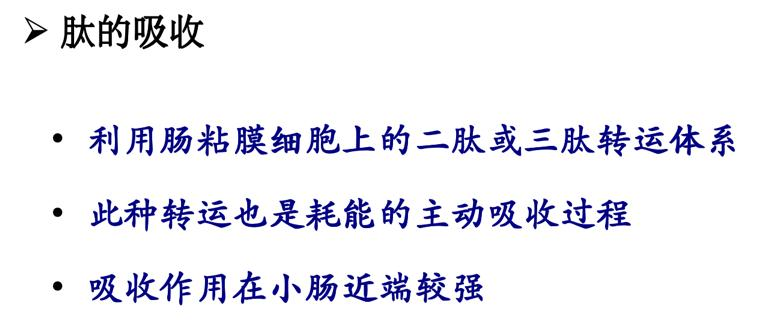 ➢ 肽的吸收
• 利用肠粘膜细胞上的二肽或三肽转运体系
• 此种转运也是耗能的主动吸收过程
• 吸收作用在小肠近端较强